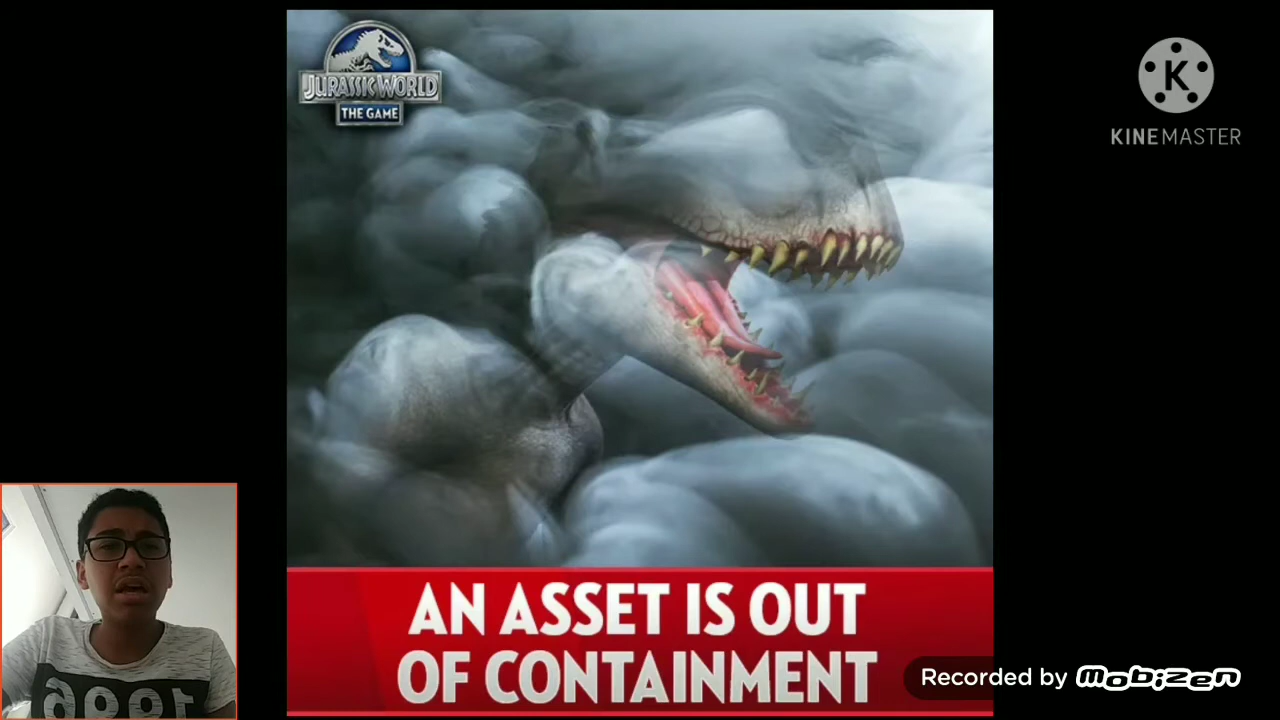 JURASSIC WORLD
THE GAME
K
KINEMASTER
AN ASSET IS OUT
OF CONTAINMENT
Recorded by MOBIZEN
1996